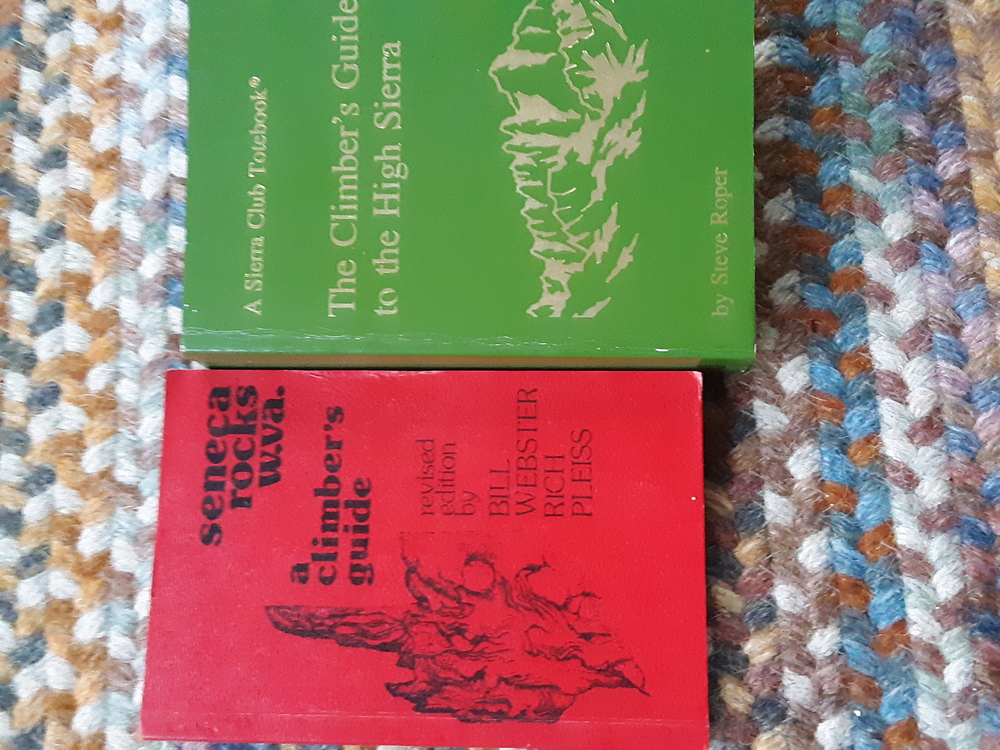 A Sierra Club Totebook®
The Climber's Guide
to the High Sierra
by Steve Roper
seneca
rocks
w.va.
a
climber's
guide
revised
edition
by
BILL
WEBSTER
RICH
PLEISS